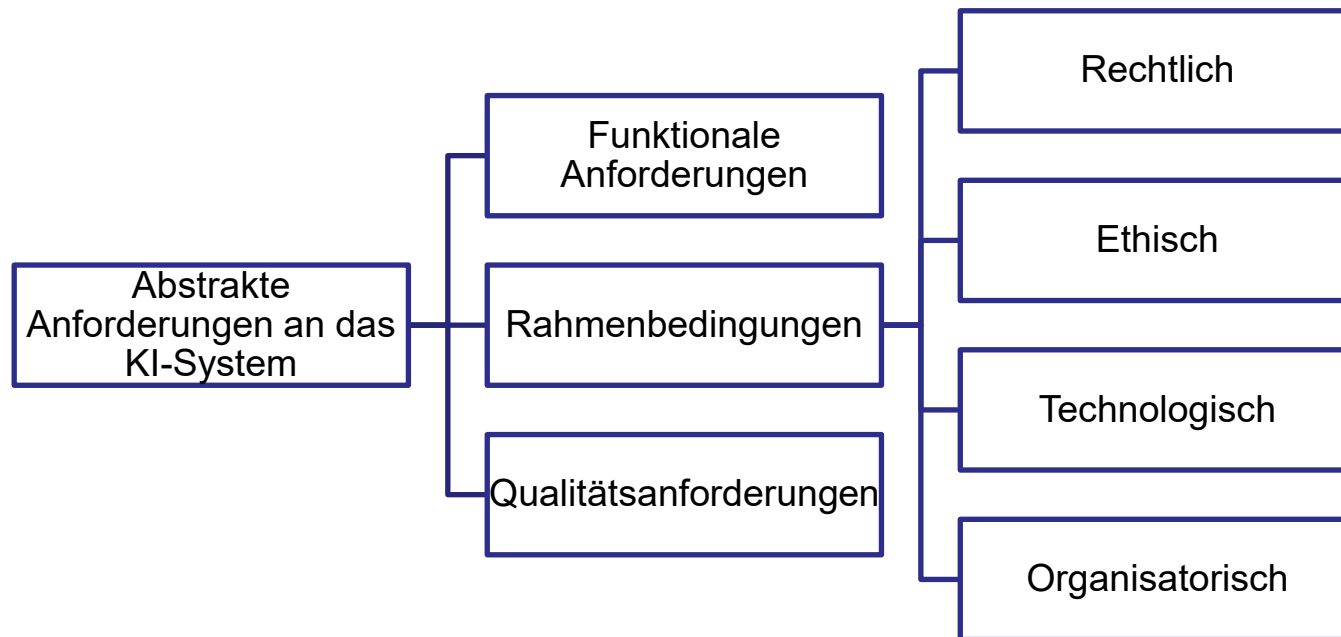 Abstrakte
Anforderungen an das
KI-System
Funktionale
Anforderungen
Rahmenbedingungen
Qualitätsanforderungen
Rechtlich
Ethisch
Technologisch
Organisatorisch